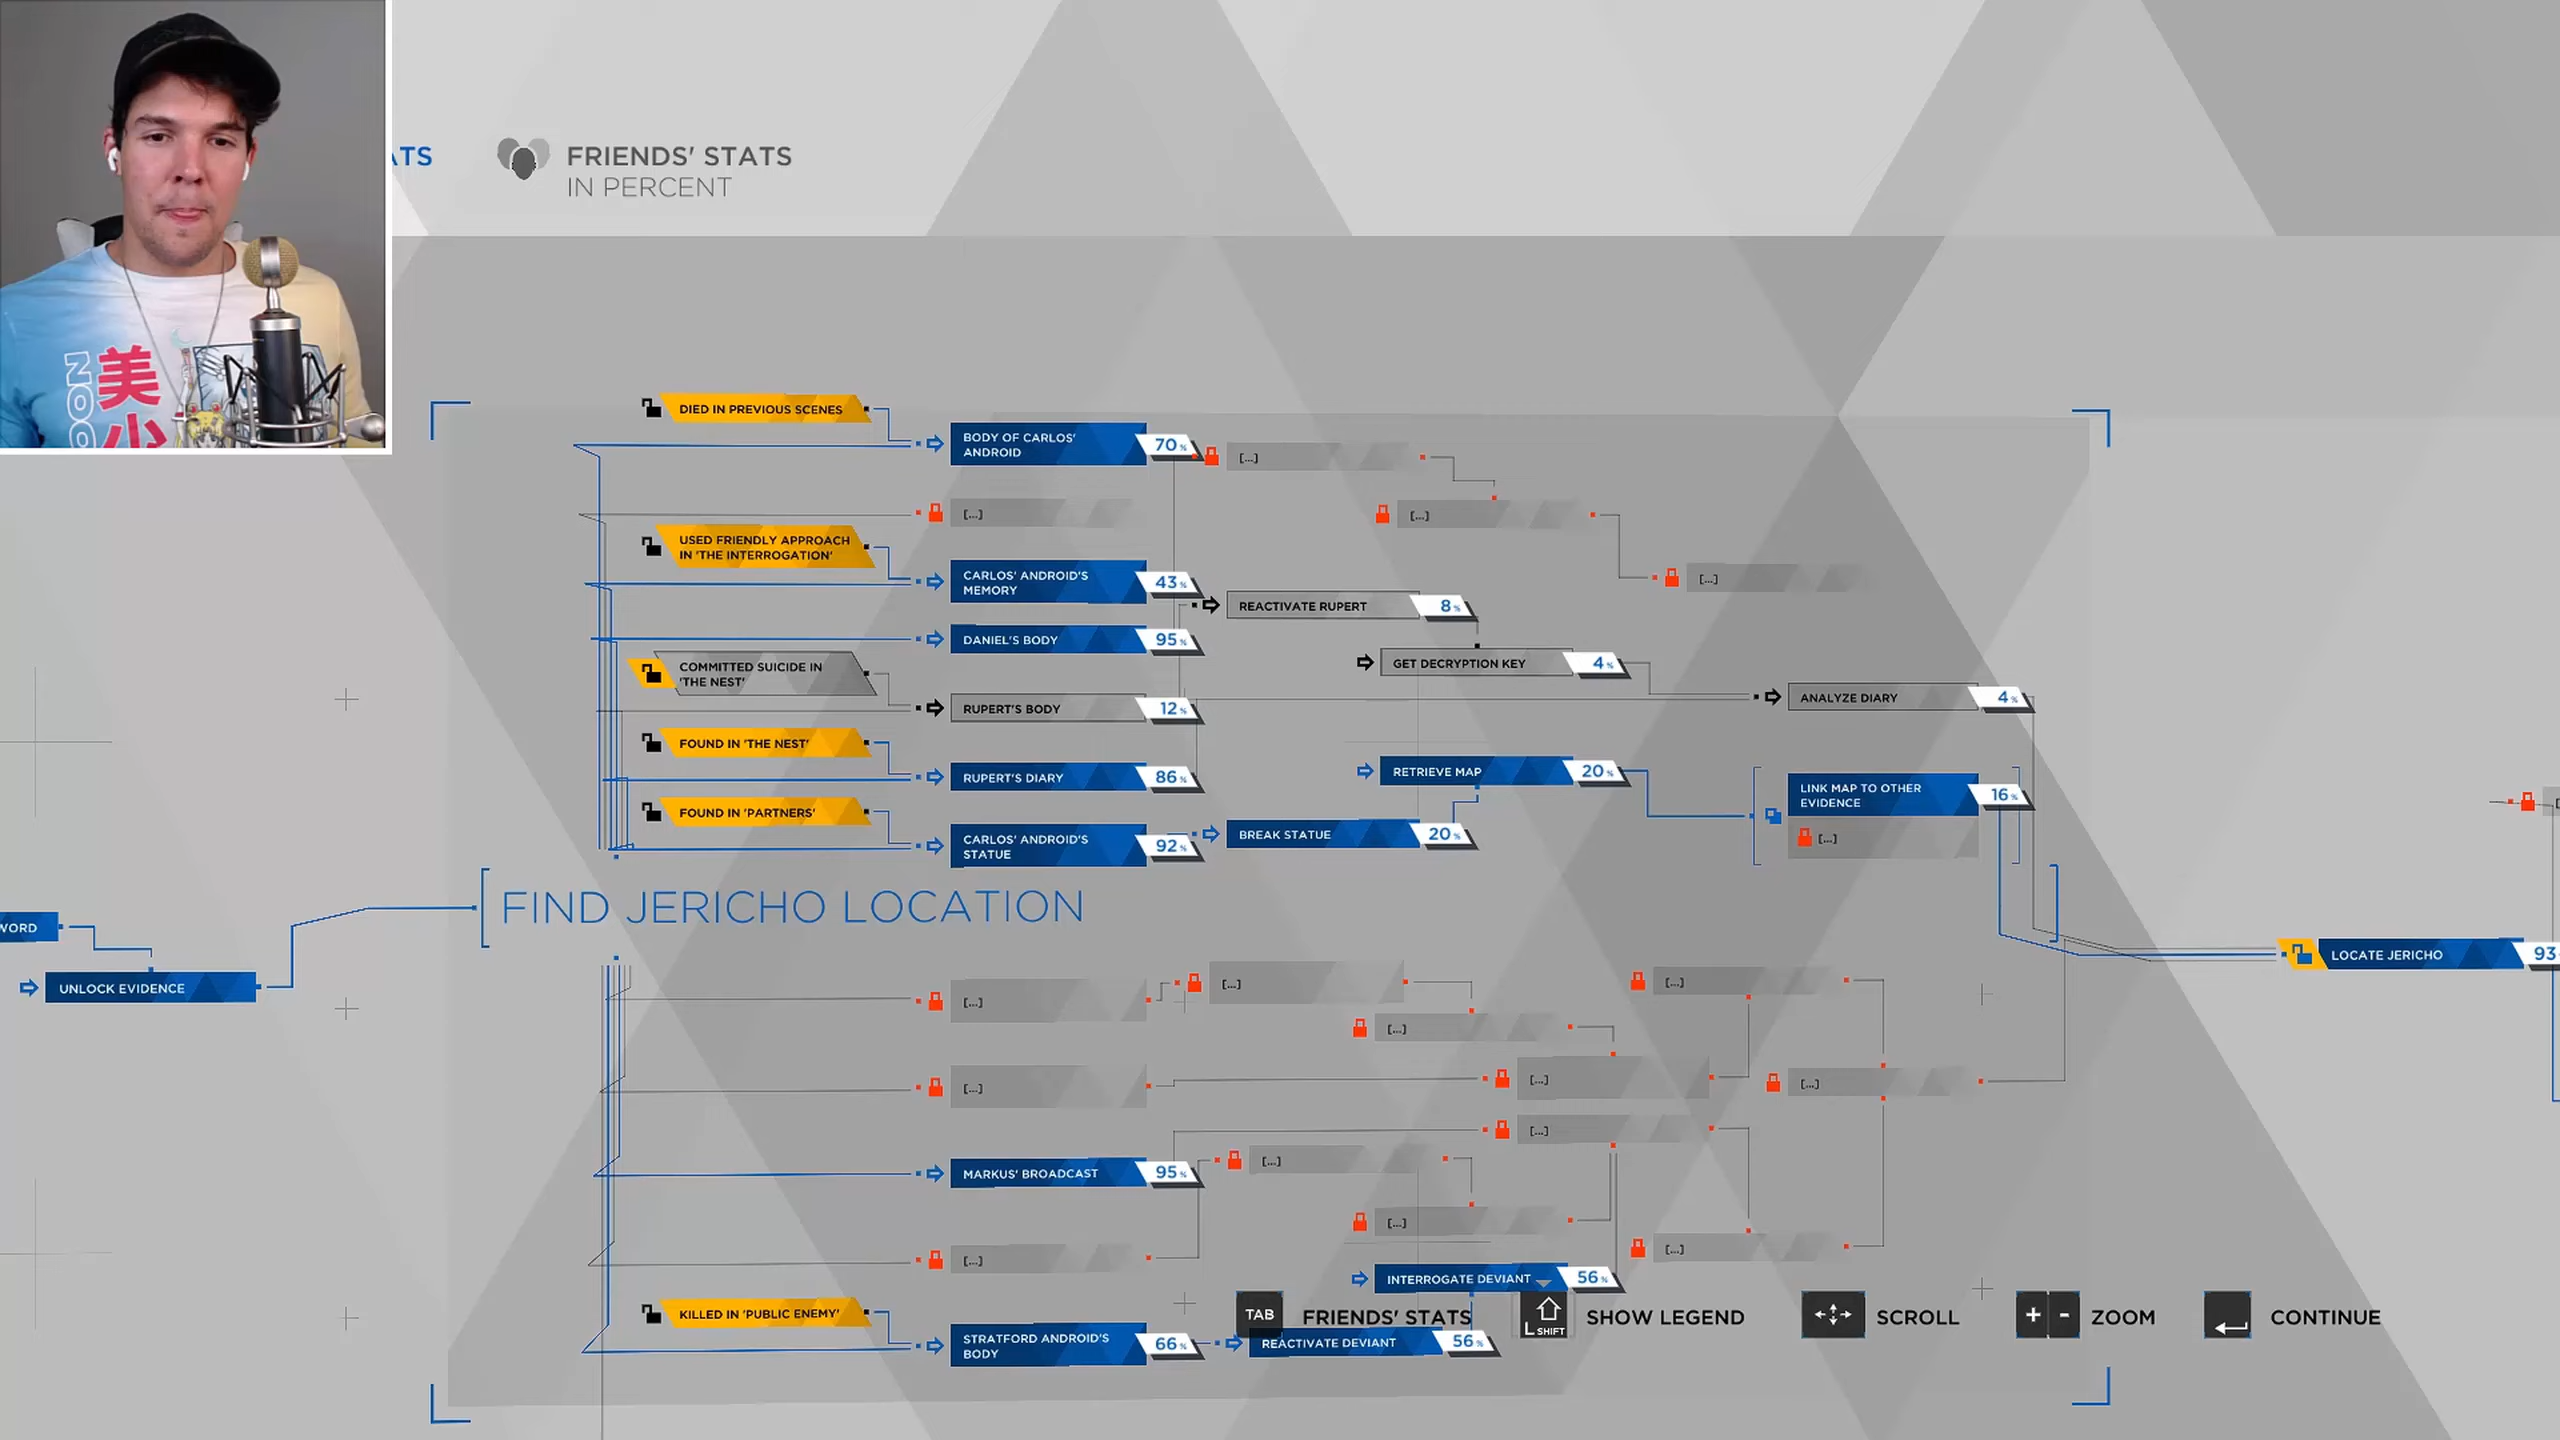 ATS
FRIENDS' STATS
IN PERCENT
美
少
DIED IN PREVIOUS SCENES
BODY OF CARLOS'
ANDROID
70%
[...]
[...]
[...]
USED FRIENDLY APPROACH
IN 'THE INTERROGATION'
CARLOS' ANDROID'S
MEMORY
43%
[...]
REACTIVATE RUPERT
8%
DANIEL'S BODY
95%
COMMITTED SUICIDE IN
'THE NEST'
GET DECRYPTION KEY
4%
RUPERT'S BODY
12%
ANALYZE DIARY
4%
FOUND IN 'THE NEST'
RUPERT'S DIARY
86%
RETRIEVE MAP
20%
LINK MAP TO OTHER
EVIDENCE
16%
[...]
FOUND IN 'PARTNERS'
CARLOS' ANDROID'S
STATUE
92%
BREAK STATUE
20%
FIND JERICHO LOCATION
WORD
UNLOCK EVIDENCE
LOCATE JERICHO
93
[...]
[...]
[...]
[...]
[...]
[...]
[...]
[...]
MARKUS' BROADCAST
95%
[...]
[...]
[...]
[...]
[...]
INTERROGATE DEVIANT
56%
KILLED IN 'PUBLIC ENEMY'
STRATFORD ANDROID'S
BODY
66%
REACTIVATE DEVIANT
56%
TAB
FRIENDS' STATS
L SHIFT
SHOW LEGEND
SCROLL
+ -
ZOOM
CONTINUE